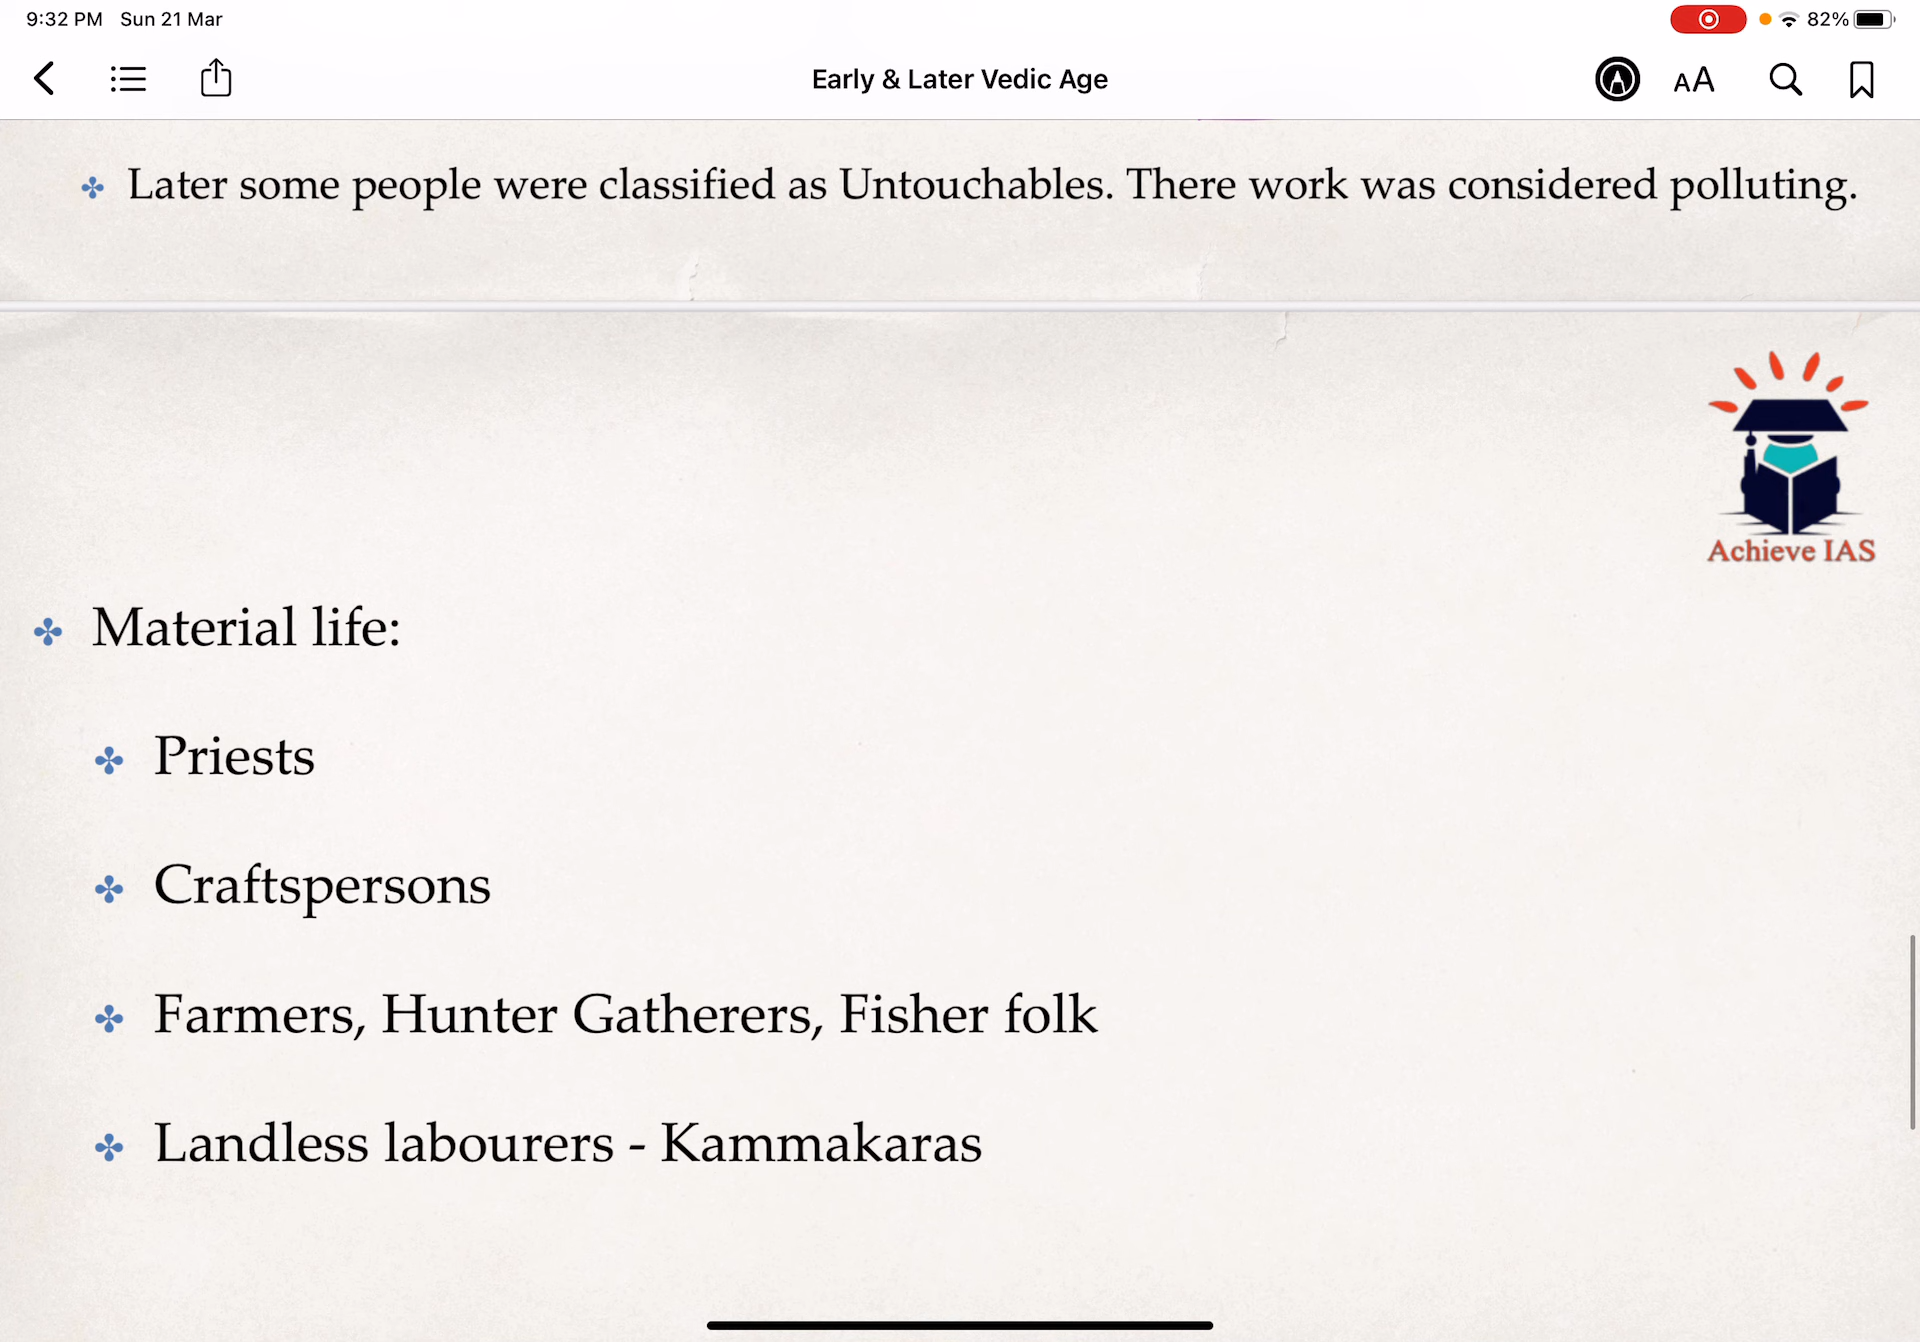 9:32 PM Sun 21 Mar
82%
Early & Later Vedic Age
AA
Later some people were classified as Untouchables. There work was considered polluting.
Achieve IAS
Material life:
Priests
Craftspersons
Farmers, Hunter Gatherers, Fisher folk
Landless labourers - Kammakaras